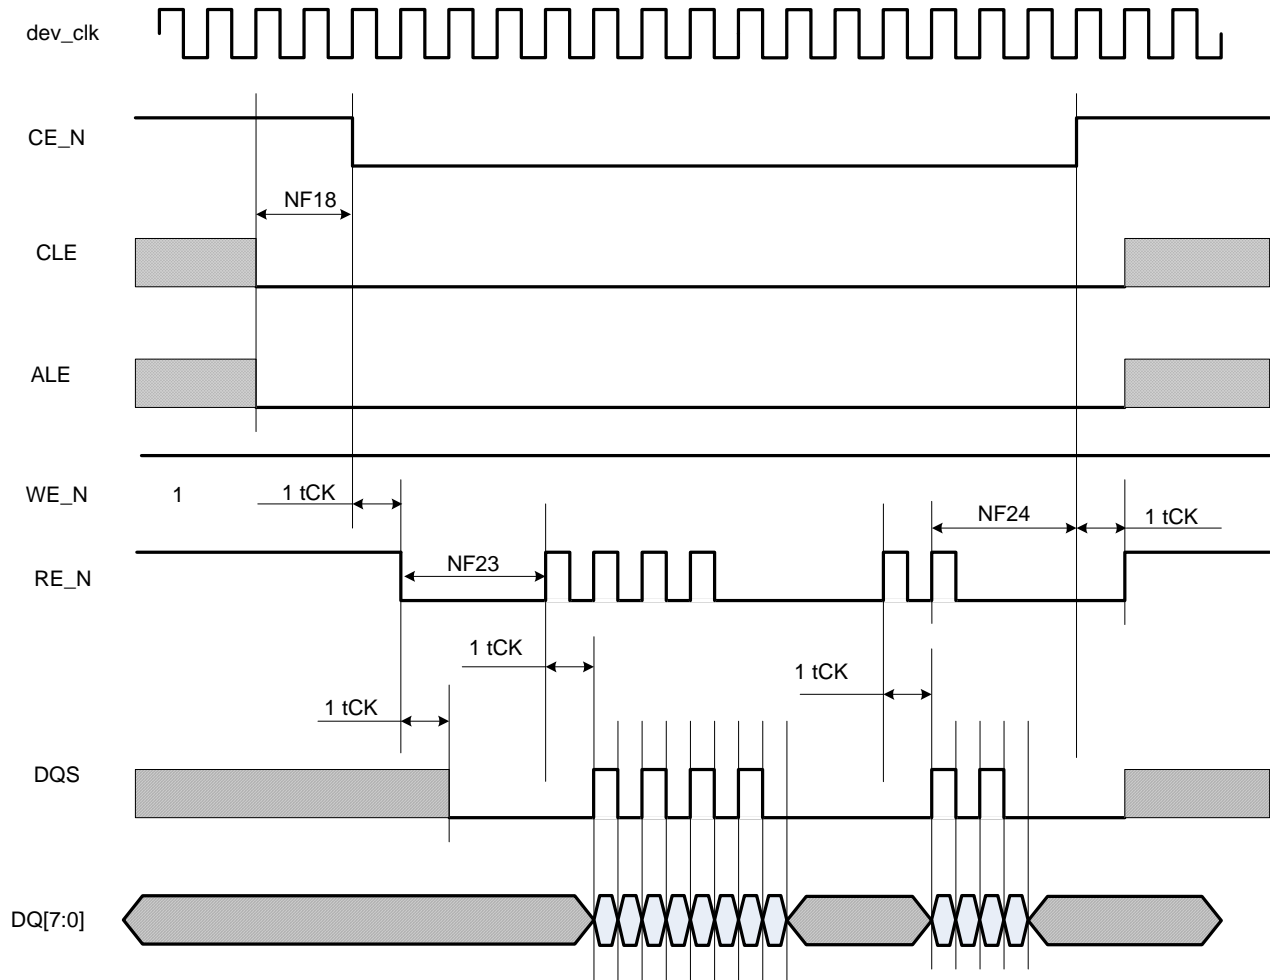 dev_clk
CE_N
NF18
CLE
ALE
WE_N 1 1 tCK NF24 1 tCK
RE_N NF23
1 tCK 1 tCK
1 tCK
DQS
DQ[7:0]